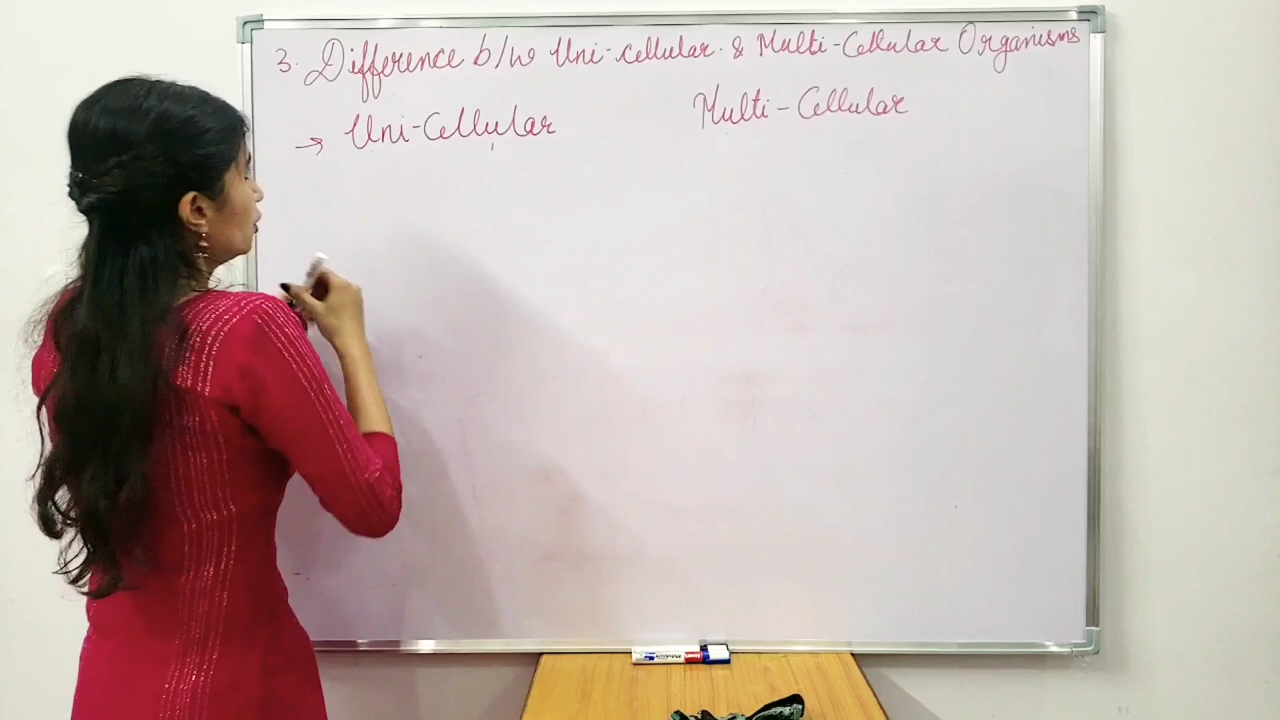 3. Difference b/w Uni-cellular & Multi-Cellular Organisms
→ Uni-Cellular
Multi-Cellular